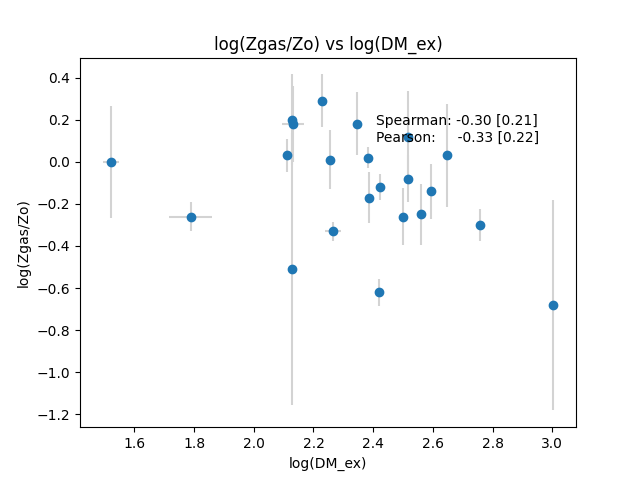 log(Zgas/Zo) vs log(DM_ex)
Spearman: -0.30 [0.21]
Pearson: -0.33 [0.22]
0.4
0.2
0.0
−0.2
−0.4
−0.6
−0.8
−1.0
−1.2
log(Zgas/Zo)
1.6 1.8 2.0 2.2 2.4 2.6 2.8 3.0
log(DM_ex)